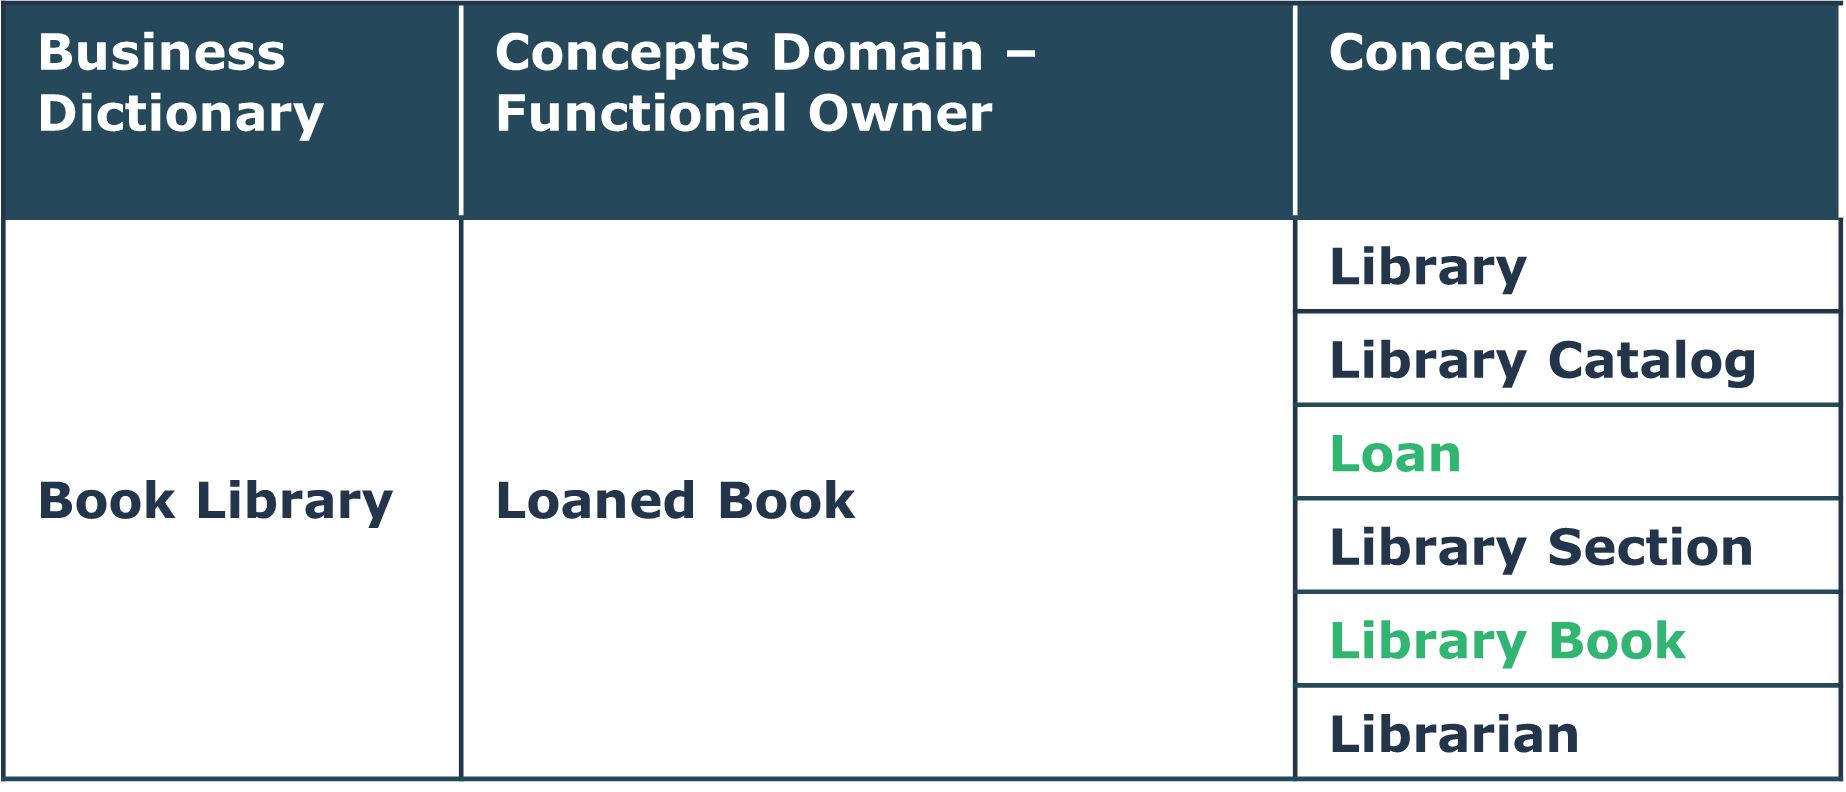 Business
Dictionary
Concepts Domain –
Functional Owner
Concept
Book Library
Loaned Book
Library
Library Catalog
Loan
Library Section
Library Book
Librarian